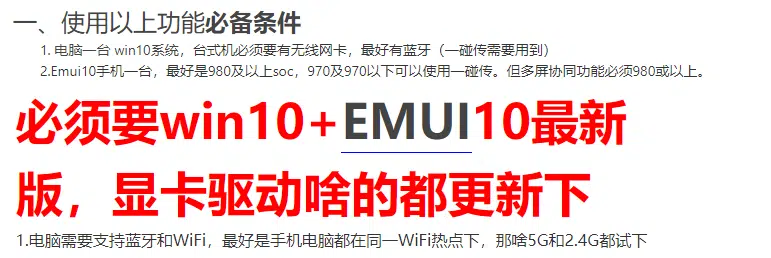 一、使用以上功能必备条件
1. 电脑一台 win10系统，台式机必须要有无线网卡，最好有蓝牙（一碰传需要用到）
2.Emui10手机一台，最好是980及以上soc，970及970以下可以使用一碰传。但多屏协同功能必须980或以上。
必须要win10+EMUI10最新
版，显卡驱动啥的都更新下
1.电脑需要支持蓝牙和WiFi，最好是手机电脑都在同一WiFi热点下，那啥5G和2.4G都试下